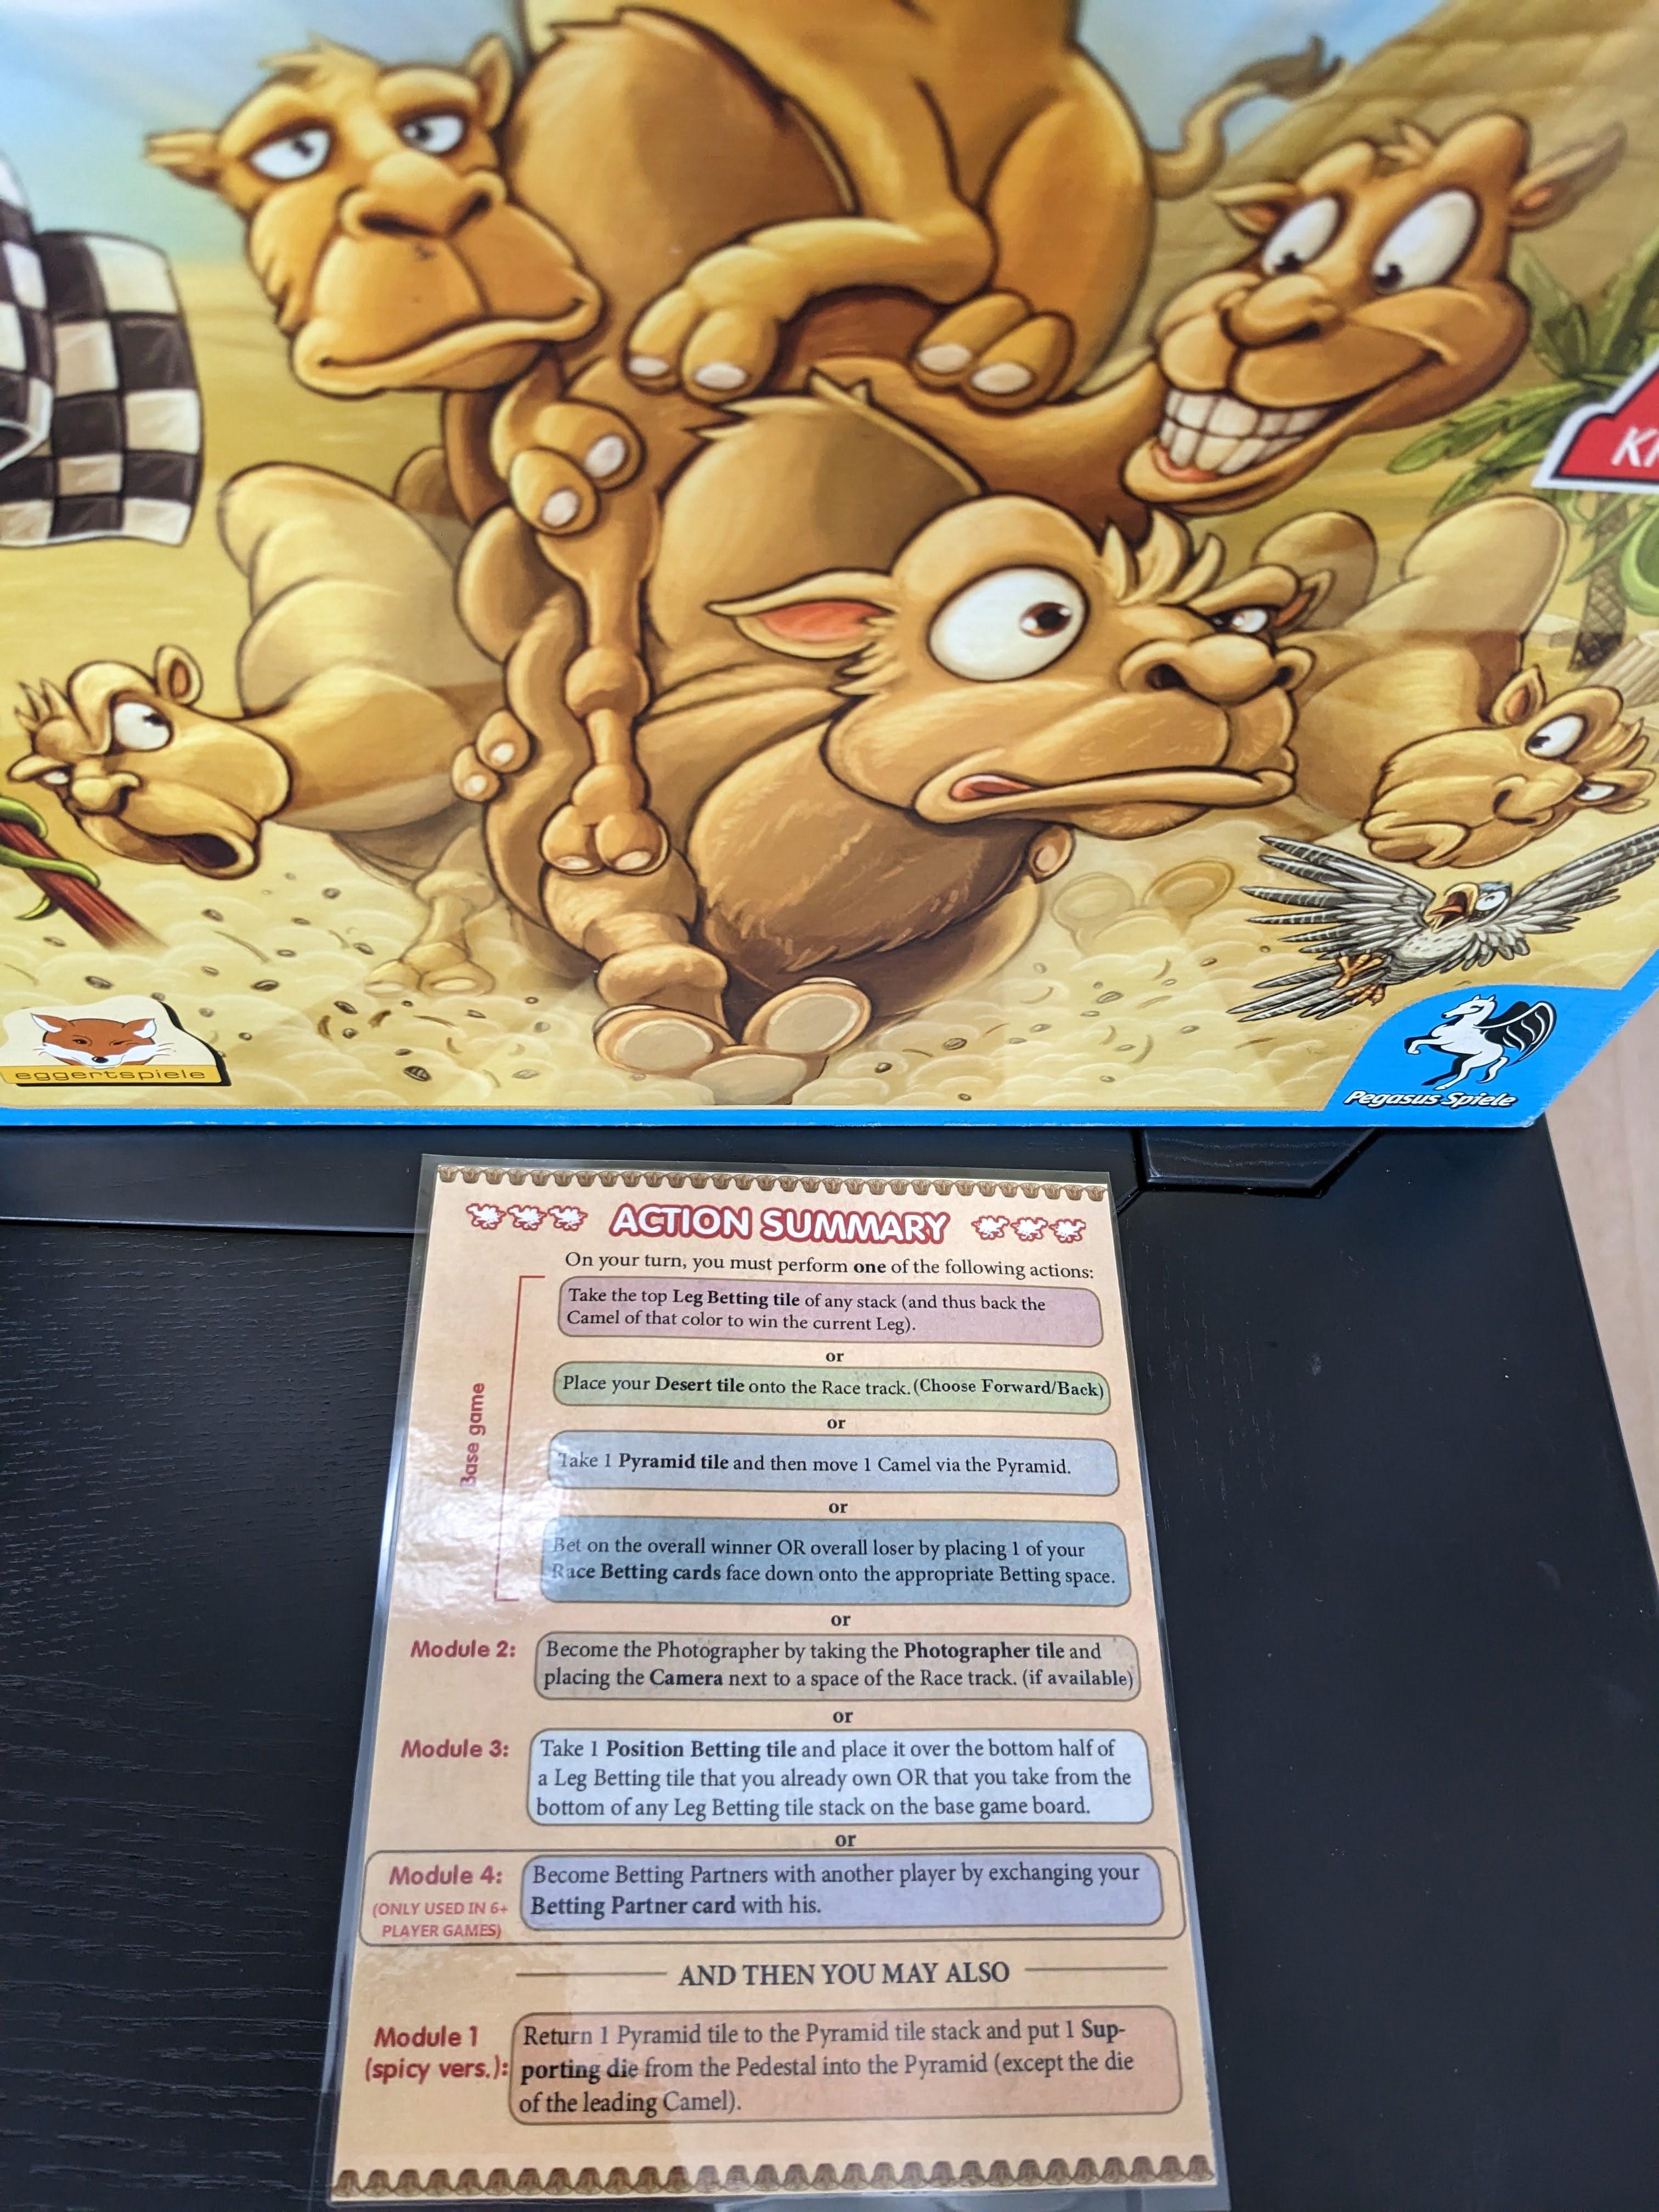 eggertspiele
Pegasus Spiele
ACTION SUMMARY
On your turn, you must perform one of the following actions:
Base game
Take the top Leg Betting tile of any stack (and thus back the
Camel of that color to win the current Leg).
or
Place your Desert tile onto the Race track. (Choose Forward/Back)
or
Take 1 Pyramid tile and then move 1 Camel via the Pyramid.
or
Bet on the overall winner OR overall loser by placing 1 of your
Race Betting cards face down onto the appropriate Betting space.
or
Module 2: Become the Photographer by taking the Photographer tile and
placing the Camera next to a space of the Race track. (if available)
or
Module 3: Take 1 Position Betting tile and place it over the bottom half of
a Leg Betting tile that you already own OR that you take from the
bottom of any Leg Betting tile stack on the base game board.
or
Module 4: Become Betting Partners with another player by exchanging your
(ONLY USED IN 6+ Betting Partner card with his.
PLAYER GAMES)
AND THEN YOU MAY ALSO
Module 1 Return 1 Pyramid tile to the Pyramid tile stack and put 1 Sup-
(spicy vers.): porting die from the Pedestal into the Pyramid (except the die
of the leading Camel).